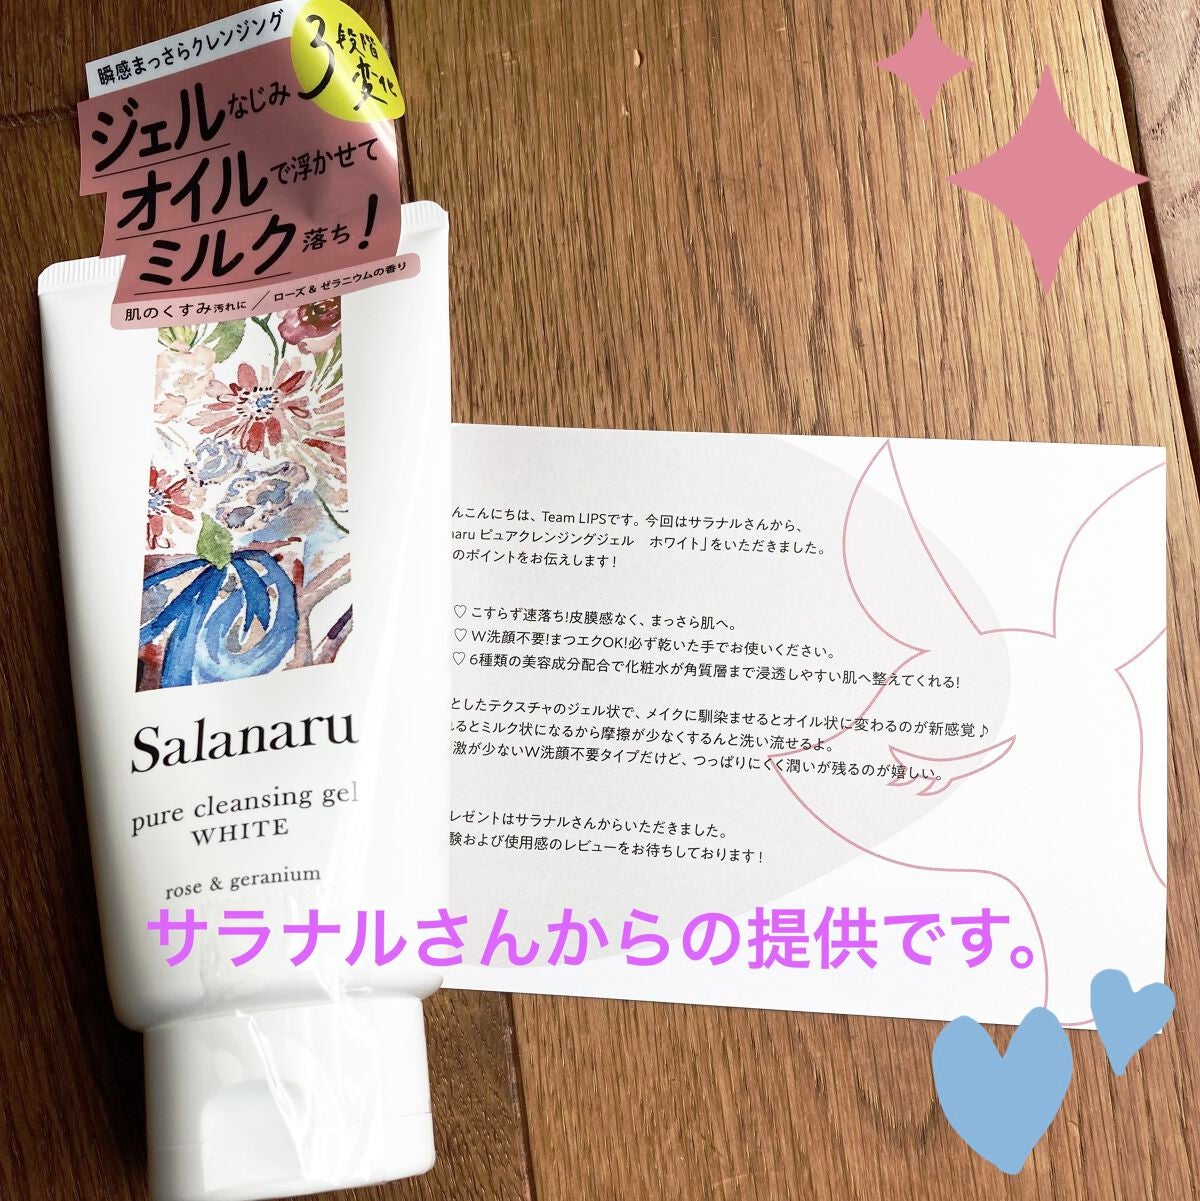 瞬感まっさらクレンジング
3段階
変化
ジェルなじみ
オイルで浮かせて
ミルク落ち!
肌のくすみ汚れに/ローズ&ゼラニウムの香り
Salanaru
pure cleansing gel
WHITE
rose & geranium
んこんにちは、Team LIPSです。今回はサラナルさんから、
naru ピュアクレンジングジェル ホワイト」をいただきました。
のポイントをお伝えします!
♡ こすらず速落ち!皮膜感なく、まっさら肌へ。
♡ W洗顔不要!まつエクOK!必ず乾いた手でお使いください。
♡ 6種類の美容成分配合で化粧水が角質層まで浸透しやすい肌へ整えてくれる!
としたテクスチャのジェル状で、メイクに馴染ませるとオイル状に変わるのが新感覚♪
るとミルク状になるから摩擦が少なくするんと洗い流せるよ。
激が少ないW洗顔不要タイプだけど、つっぱりにくく潤いが残るのが嬉しい。
レゼントはサラナルさんからいただきました。
験および使用感のレビューをお待ちしております!
サラナルさんからの提供です。